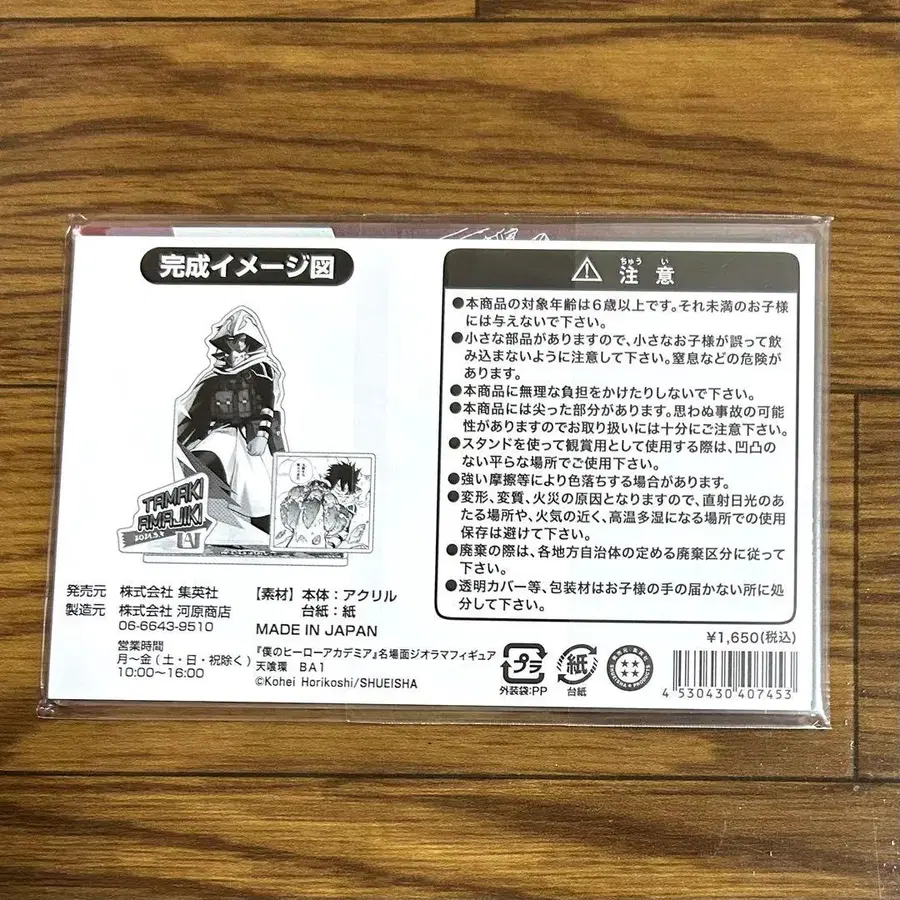 完成イメージ図
TAMAKI
AMAJIKI
発売元 株式会社 集英社
製造元 株式会社 河原商店
06-6643-9510
営業時間
月〜金 (土・日・祝除く)
10:00〜16:00
【素材】本体：アクリル
台紙：紙
MADE IN JAPAN
『僕のヒーローアカデミア』名場面ジオラマフィギュア
天喰環 BA1
©Kohei Horikoshi/SHUEISHA
ちゅう い
注 意
●本商品の対象年齢は6歳以上です。それ未満のお子様
には与えないで下さい。
●小さな部品がありますので、小さなお子様が誤って飲
み込まないように注意して下さい。窒息などの危険が
あります。
●本商品に無理な負担をかけたりしないで下さい。
●本商品には尖った部分があります。思わぬ事故の可能
性がありますのでお取り扱いには十分にご注意下さい。
●スタンドを使って観賞用として使用する際は、凹凸の
ない平らな場所でご使用下さい。
●強い摩擦等により色落ちする場合があります。
●変形、変質、火災の原因となりますので、直射日光のあ
たる場所や、火気の近く、高温多湿になる場所での使用
保存は避けて下さい。
●廃棄の際は、各地方自治体の定める廃棄区分に従って
下さい。
●透明カバー等、包装材はお子様の手の届かない所に処
分して下さい。
¥1,650(税込)
プラ
外装袋:PP
紙
台紙
4 530430 407453